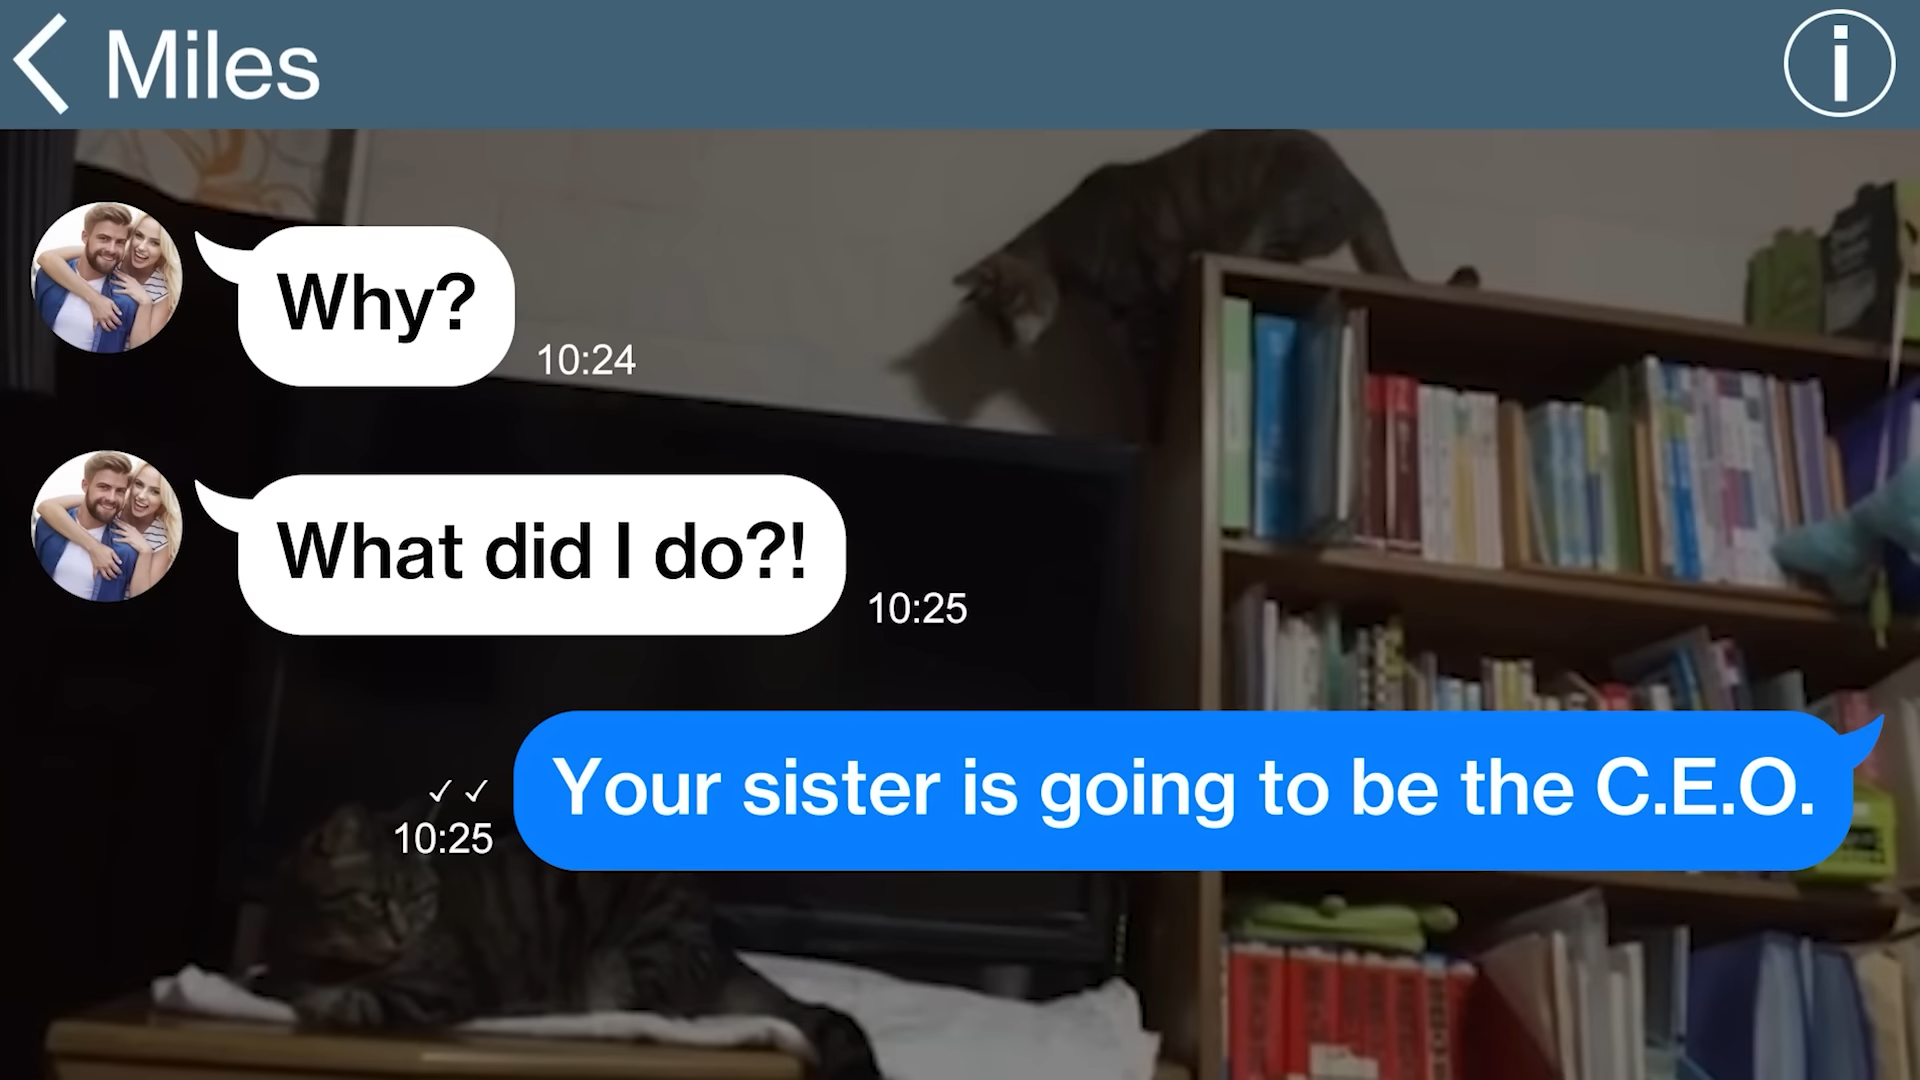 Miles
Why?
10:24
What did I do?!
10:25
Your sister is going to be the C.E.O.
✓✓
10:25